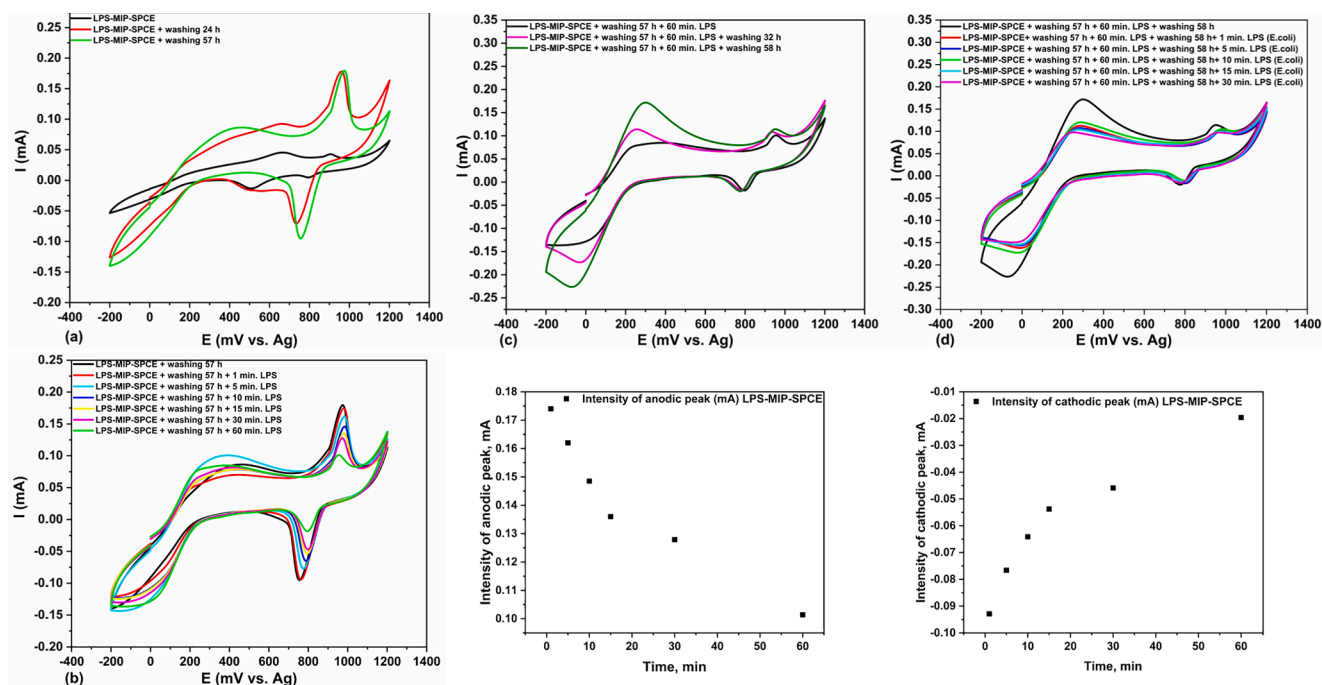 LPS-MIP-SPCE
LPS-MIP-SPCE + washing 24 h
LPS-MIP-SPCE + washing 57 h
0.20
0.15
0.10
0.05
0.00
-0.05
-0.10
-0.15
0.20
I (mA)
-400 -200 0 200 400 600 800 1000 1200 1400
(a)
E (mV vs. Ag)
LPS-MIP-SPCE + washing 57 h + 60 min. LPS
LPS-MIP-SPCE + washing 57 h + 60 min. LPS + washing 32 h
LPS-MIP-SPCE + washing 57 h + 60 min. LPS + washing 58 h
0.35
0.30
0.25
0.20
0.15
0.10
0.05
0.00
-0.05
-0.10
-0.15
-0.20
-0.25
I (mA)
-400 -200 0 200 400 600 800 1000 1200 1400
(c)
E (mV vs. Ag)
LPS-MIP-SPCE + washing 57 h + 60 min. LPS + washing 58 h
LPS-MIP-SPCE+ washing 57 h + 60 min. LPS + washing 58 h+ 1 min. LPS (E.coli)
LPS-MIP-SPCE + washing 57 h + 60 min. LPS + washing 58 h+ 5 min. LPS (E.coli)
LPS-MIP-SPCE + washing 57 h + 60 min. LPS + washing 58 h+ 10 min. LPS (E.coli)
LPS-MIP-SPCE + washing 57 h + 60 min. LPS + washing 58 h+ 15 min. LPS (E.coli)
LPS-MIP-SPCE + washing 57 h + 60 min. LPS + washing 58 h+ 30 min. LPS (E.coli)
0.35
0.30
0.25
0.20
0.15
0.10
0.05
0.00
-0.05
-0.10
-0.15
-0.20
-0.25
-0.30
I (mA)
-400 -200 0 200 400 600 800 1000 1200 1400
(d)
E (mV vs. Ag)
LPS-MIP-SPCE + washing 57 h
LPS-MIP-SPCE + washing 57 h + 1 min. LPS
LPS-MIP-SPCE + washing 57 h + 5 min. LPS
LPS-MIP-SPCE + washing 57 h + 10 min. LPS
LPS-MIP-SPCE + washing 57 h + 15 min. LPS
LPS-MIP-SPCE + washing 57 h + 30 min. LPS
LPS-MIP-SPCE + washing 57 h + 60 min. LPS
0.25
0.20
0.15
0.10
0.05
0.00
-0.05
-0.10
-0.15
0.20
I (mA)
-400 -200 0 200 400 600 800 1000 1200 1400
(b)
E (mV vs. Ag)
Intensity of anodic peak (mA) LPS-MIP-SPCE
0.18
0.17
0.15
0.14
0.13
0.11
0.10
Intensity of anodic peak, mA
0 10 20 30 40 50 60
Time, min
Intensity of cathodic peak (mA) LPS-MIP-SPCE
-0.01
-0.02
-0.03
-0.04
-0.05
-0.06
-0.07
-0.08
-0.09
-0.10
Intensity of cathodic peak, mA
0 10 20 30 40 50 60
Time, min